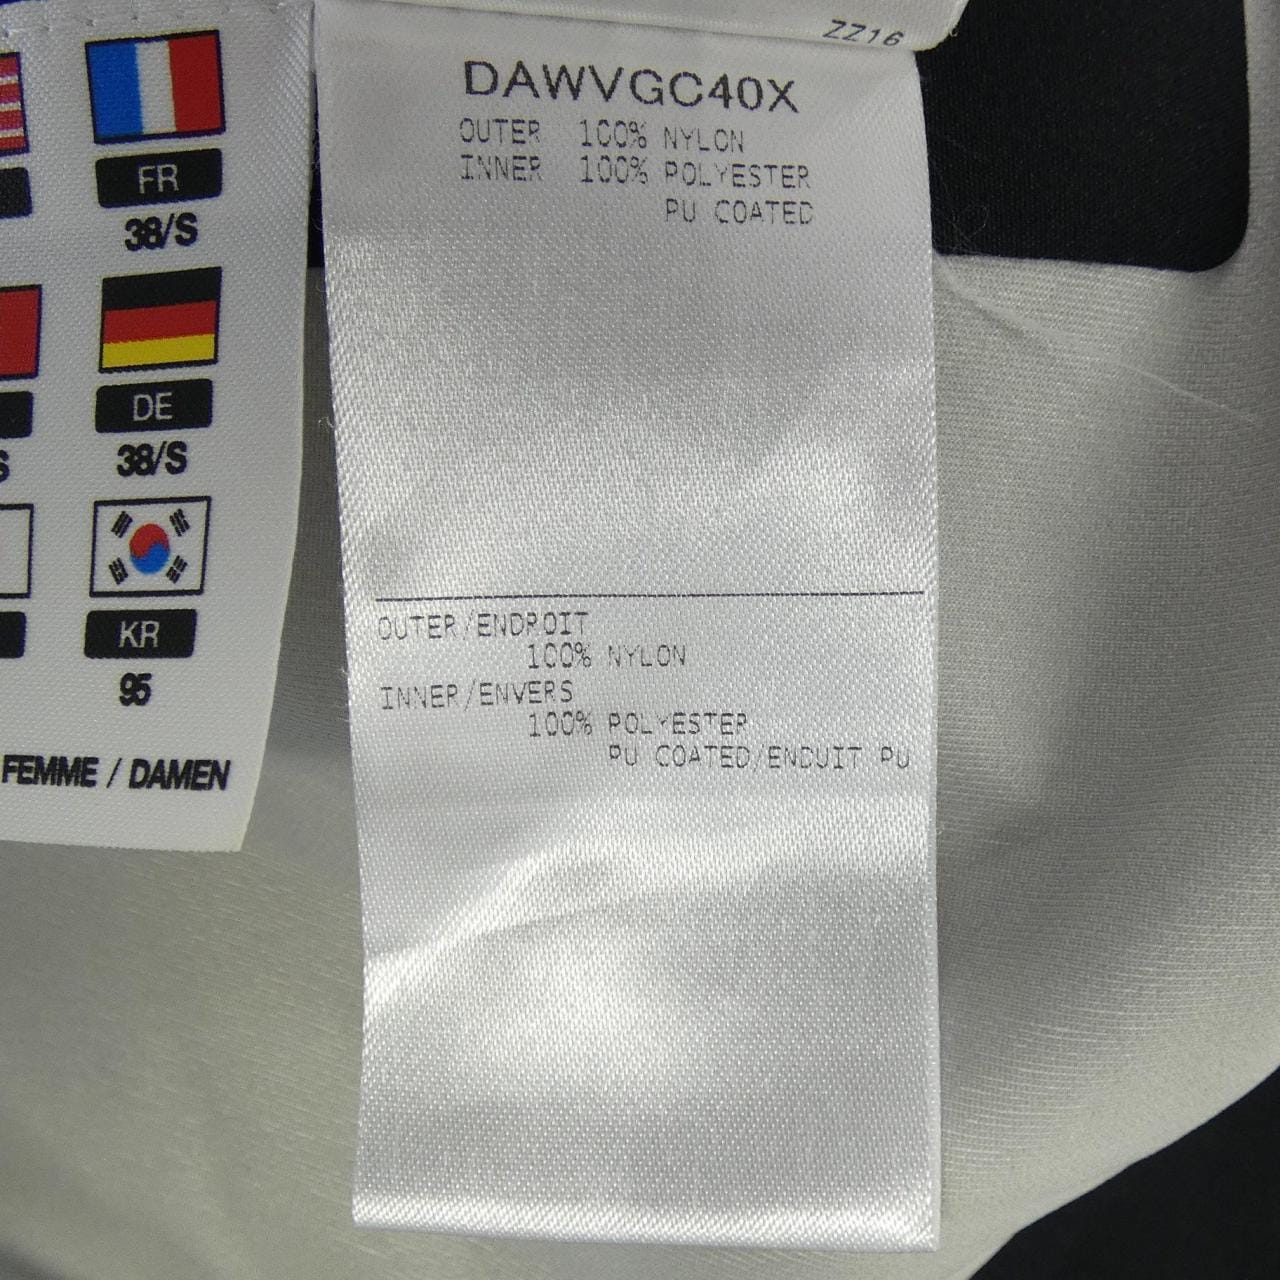 FR
38/S
DE
38/S
S
KR
95
FEMME / DAMEN
ZZ16
DAWVGC40X
OUTER 100% NYLON
INNER 100% POLYESTER
PU COATED
OUTER/ENDROIT
100% NYLON
INNER/ENVERS
100% POLYESTER
PU COATED/ENDUIT PU